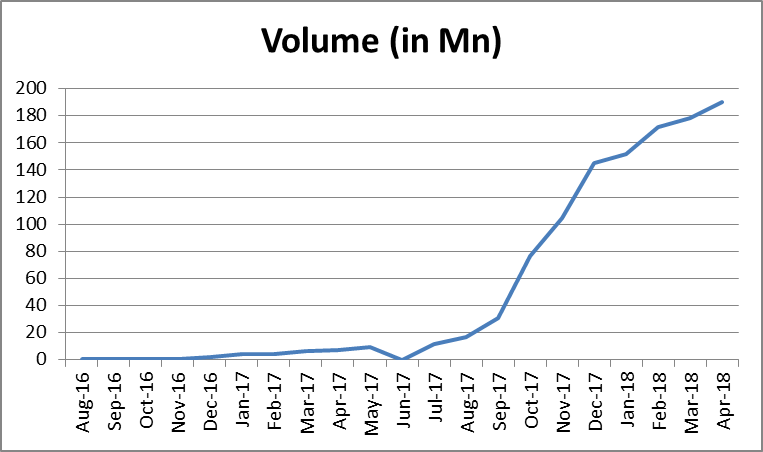 Volume (in Mn)
200
180
160
140
120
100
80
60
40
20
0
Aug-16
Sep-16
Oct-16
Nov-16
Dec-16
Jan-17
Feb-17
Mar-17
Apr-17
May-17
Jun-17
Jul-17
Aug-17
Sep-17
Oct-17
Nov-17
Dec-17
Jan-18
Feb-18
Mar-18
Apr-18